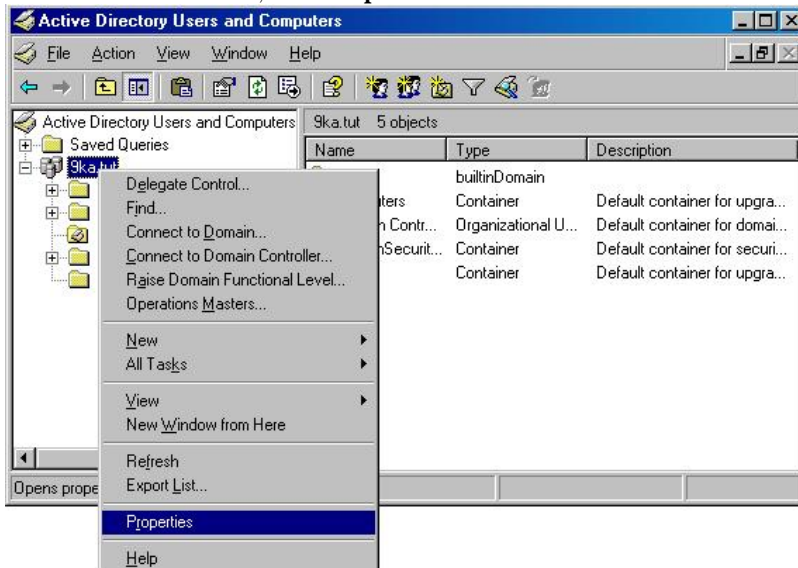 Active Directory Users and Computers
File Action View Window Help
Active Directory Users and Computers
9ka.tut 5 objects
Saved Queries
Name Type Description
9ka.tut
builtinDomain
Delegate Control...
Find...
Container Default container for upgra...
Connect to Domain...
Contr... Organizational U... Default container for domai...
Connect to Domain Controller...
Securit... Container Default container for securi...
Raise Domain Functional Level...
Container Default container for upgra...
Operations Masters...
New
All Tasks
View
New Window from Here
Refresh
Export List...
Opens prope
Properties
Help